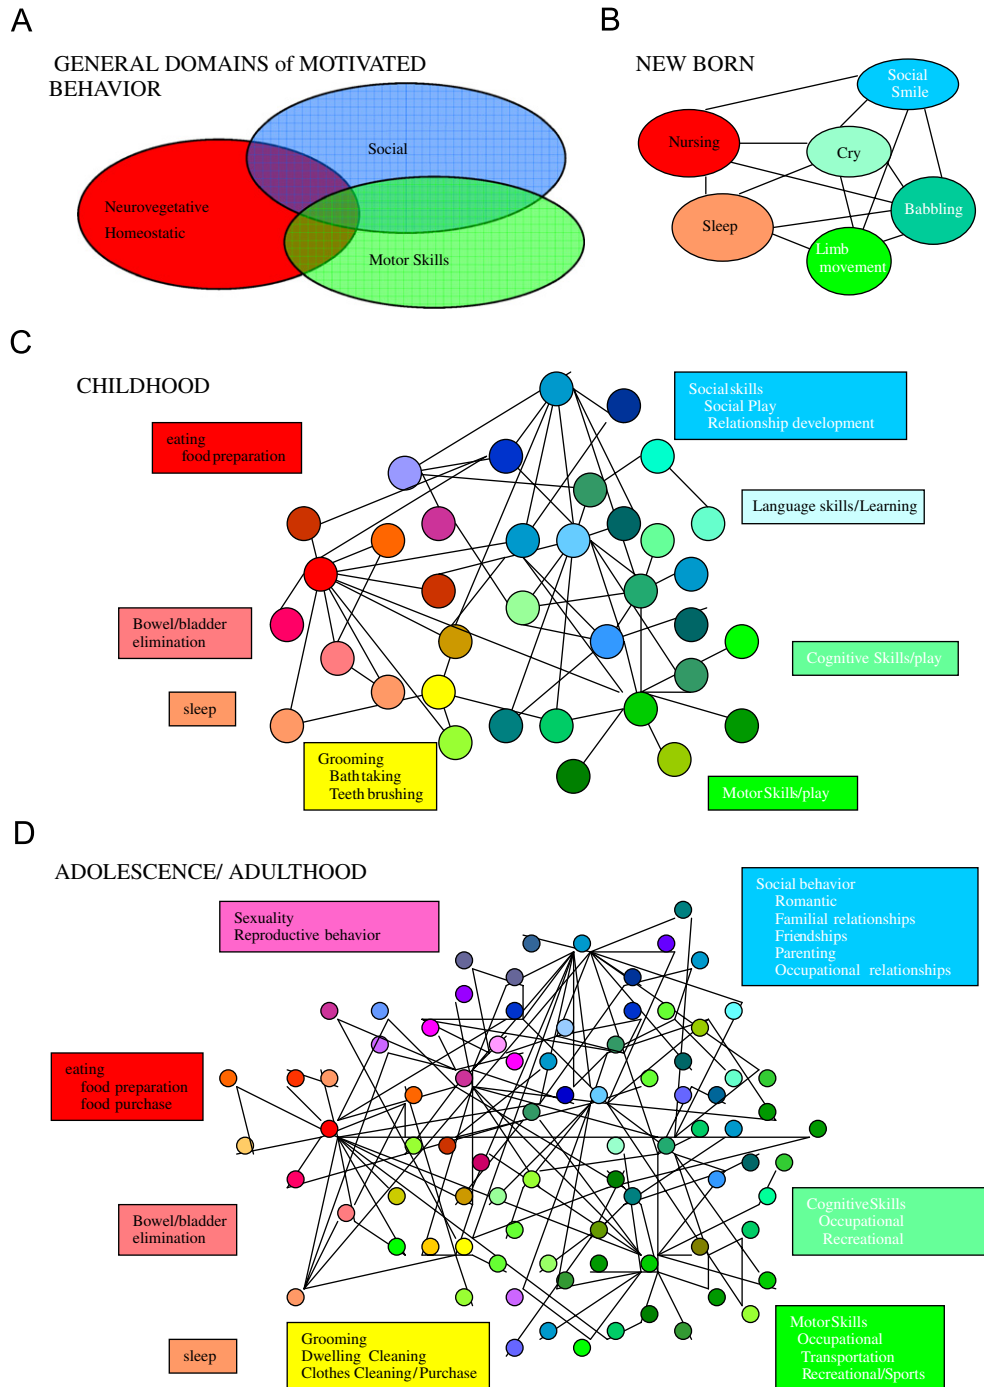 A
GENERAL DOMAINS of MOTIVATED
BEHAVIOR
Social
Neurovegetative
Homeostatic
Motor Skills
B
NEW BORN
Social
Smile
Nursing
Cry
Babbling
Sleep
Limb
movement
C
CHILDHOOD
Socialskills
Social Play
Relationship development
eating
food preparation
Language skills/Learning
Bowel/bladder
elimination
Cognitive Skills/play
sleep
Grooming
Bath taking
Teeth brushing
Motor Skills/play
D
ADOLESCENCE/ ADULTHOOD
Social behavior
Romantic
Familial relationships
Friendships
Parenting
Occupational relationships
Sexuality
Reproductive behavior
eating
food preparation
food purchase
Bowel/bladder
elimination
Cognitive Skills
Occupational
Recreational
sleep
Grooming
Dwelling Cleaning
Clothes Cleaning/Purchase
Motor Skills
Occupational
Transportation
Recreational/Sports